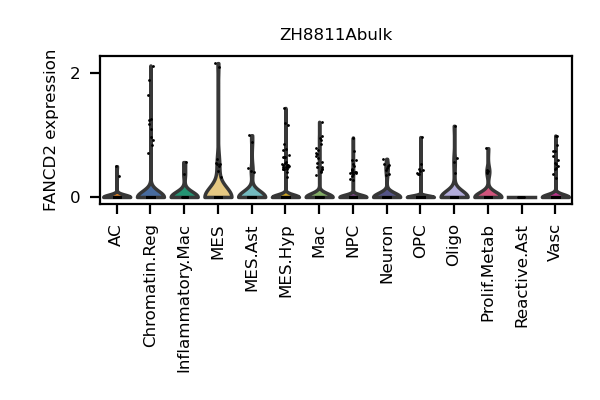 ZH8811Abulk
FANCD2 expression
2
0
AC
Chromatin.Reg
Inflammatory.Mac
MES
MES.Ast
MES.Hyp
Mac
NPC
Neuron
OPC
Oligo
Prolif.Metab
Reactive.Ast
Vasc